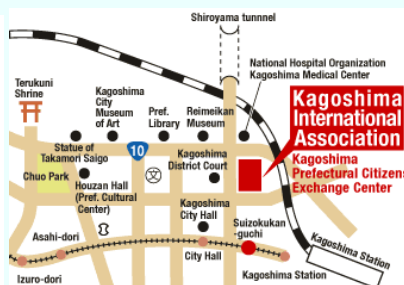 Shiroyama tunnnel
National Hospital Organization
Kagoshima Medical Center
Terukuni
Shrine
Kagoshima
City
Museum
of Art
Pref.
Library
Reimeikan
Museum
Kagoshima
International
Association
Kagoshima
Prefectural Citizens
Exchange Center
Statue of
Takamori Saigo
10
Kagoshima
District Court
Chuo Park
文
Houzan Hall
(Pref. Cultural
Center)
Kagoshima
City Hall
Suizokukan
-guchi
Asahi-dori
City Hall
Kagoshima Station
Kagoshima Station
Izuro-dori